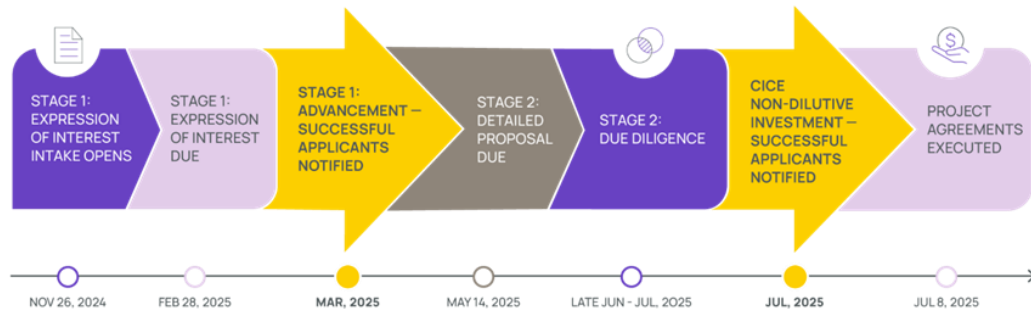 STAGE 1:
EXPRESSION
OF INTEREST
INTAKE OPENS
STAGE 1:
EXPRESSION
OF INTEREST
DUE
STAGE 1:
ADVANCEMENT —
SUCCESSFUL
APPLICANTS
NOTIFIED
STAGE 2:
DETAILED
PROPOSAL
DUE
STAGE 2:
DUE DILIGENCE
CICE
NON-DILUTIVE
INVESTMENT —
SUCCESSFUL
APPLICANTS
NOTIFIED
PROJECT
AGREEMENTS
EXECUTED
$
NOV 26, 2024
FEB 28, 2025
MAR, 2025
MAY 14, 2025
LATE JUN - JUL, 2025
JUL, 2025
JUL 8, 2025